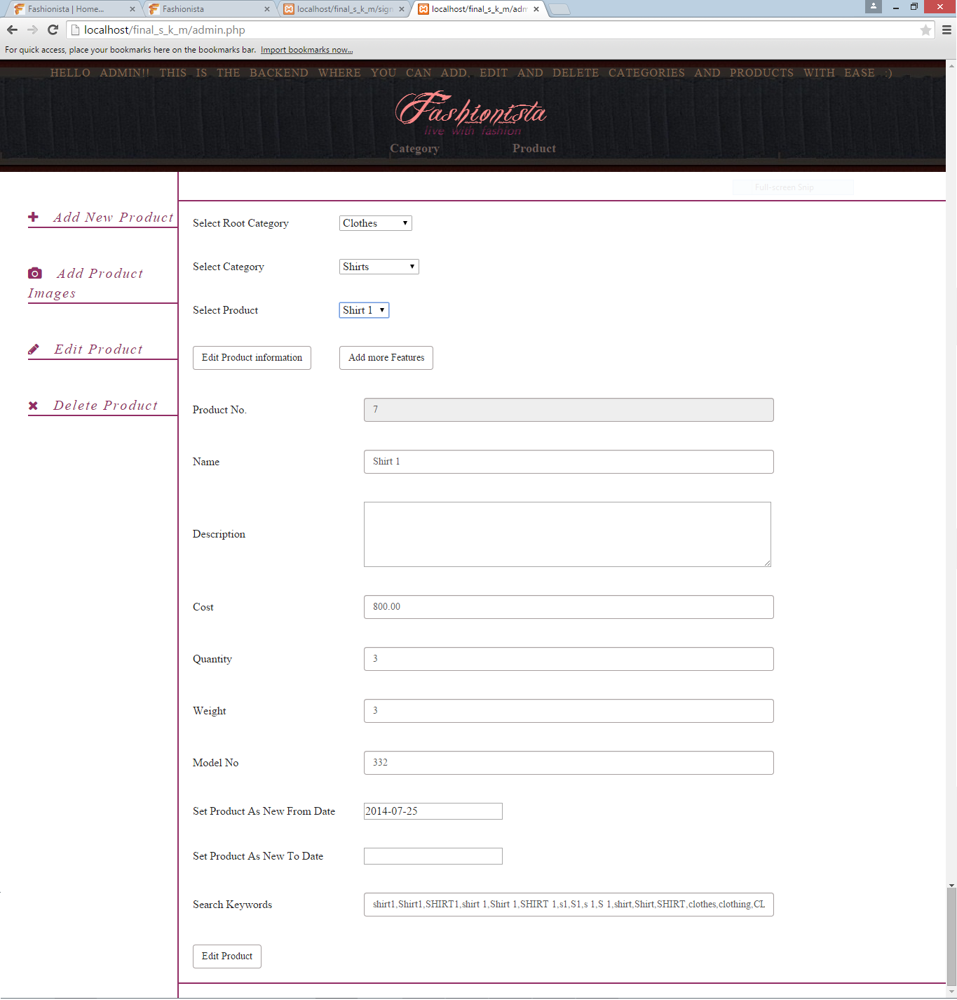 Fashionista | Home...
Fashionista
localhost/final_s_k_m/sign
localhost/final_s_k_m/adm
localhost/final_s_k_m/admin.php
For quick access, place your bookmarks here on the bookmarks bar. Import bookmarks now...
HELLO ADMIN!! THIS IS THE BACKEND WHERE YOU CAN ADD, EDIT AND DELETE CATEGORIES AND PRODUCTS WITH EASE :)
Fashionista
live with fashion
Category Product
Full-screen Snip
Add New Product
Add Product
Images
Edit Product
Delete Product
Select Root Category Clothes
Select Category Shirts
Select Product Shirt 1
Edit Product information Add more Features
Product No. 7
Name Shirt 1
Description
Cost 800.00
Quantity 3
Weight 3
Model No 332
Set Product As New From Date 2014-07-25
Set Product As New To Date
Search Keywords shirt1,Shirt1,SHIRT1,shirt 1,Shirt 1,SHIRT 1,s1,S1,s 1,S 1,shirt,Shirt,SHIRT,clothes,clothing,CL
Edit Product